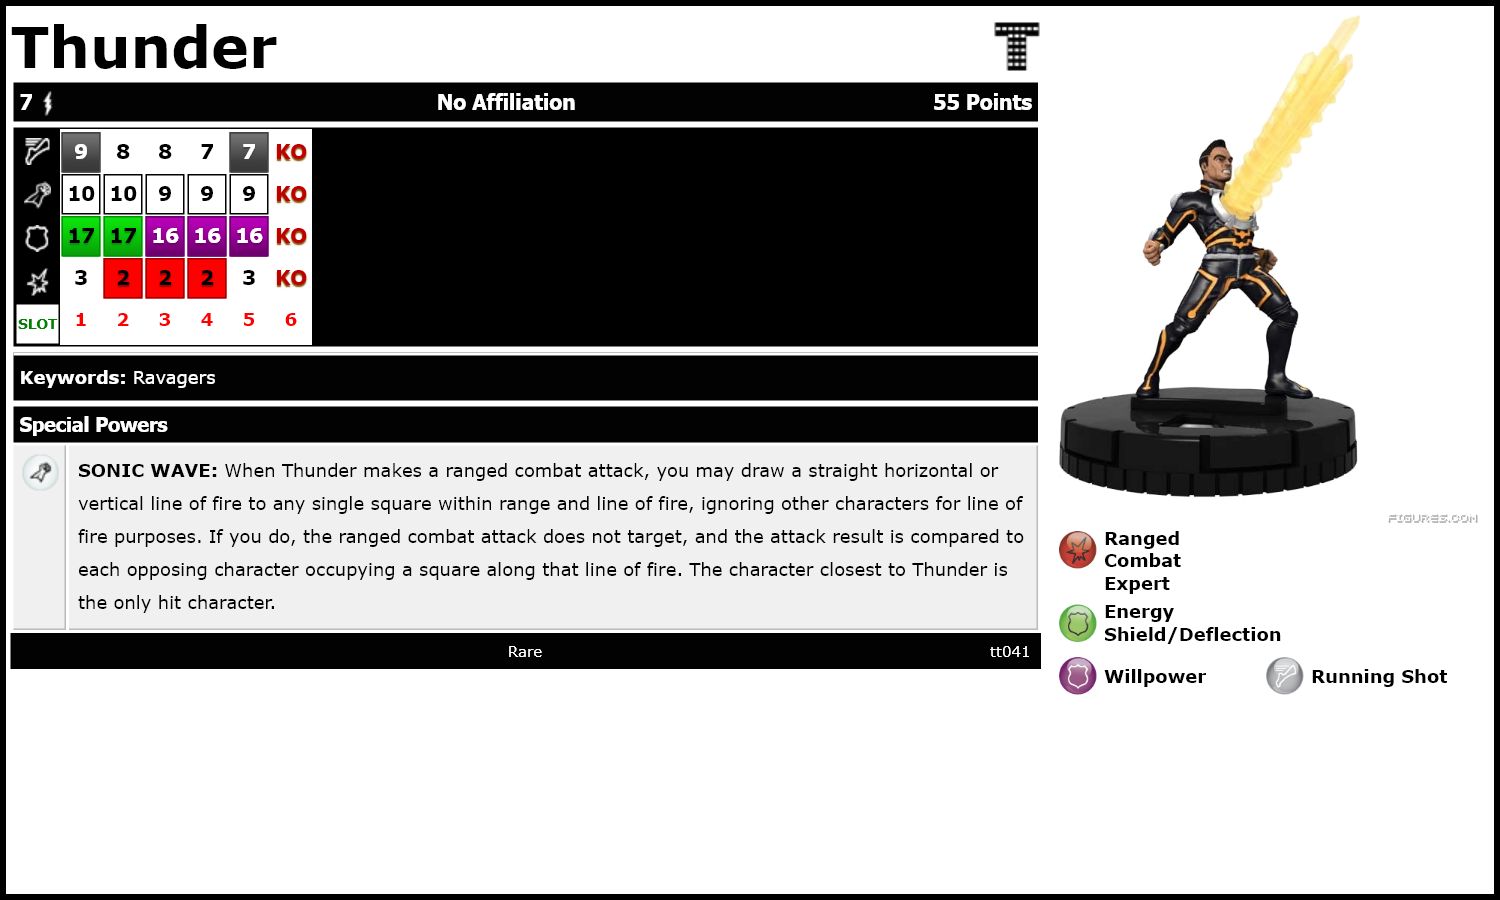 Thunder
T
7 No Affiliation 55 Points
9 8 8 7 7 KO
10 10 9 9 9 KO
17 17 16 16 16 KO
3 2 2 2 3 KO
SLOT 1 2 3 4 5 6
Keywords: Ravagers
Special Powers
SONIC WAVE: When Thunder makes a ranged combat attack, you may draw a straight horizontal or
vertical line of fire to any single square within range and line of fire, ignoring other characters for line of
fire purposes. If you do, the ranged combat attack does not target, and the attack result is compared to
each opposing character occupying a square along that line of fire. The character closest to Thunder is
the only hit character.
Rare tt041
FIGURES.COM
Ranged
Combat
Expert
Energy
Shield/Deflection
Willpower
Running Shot